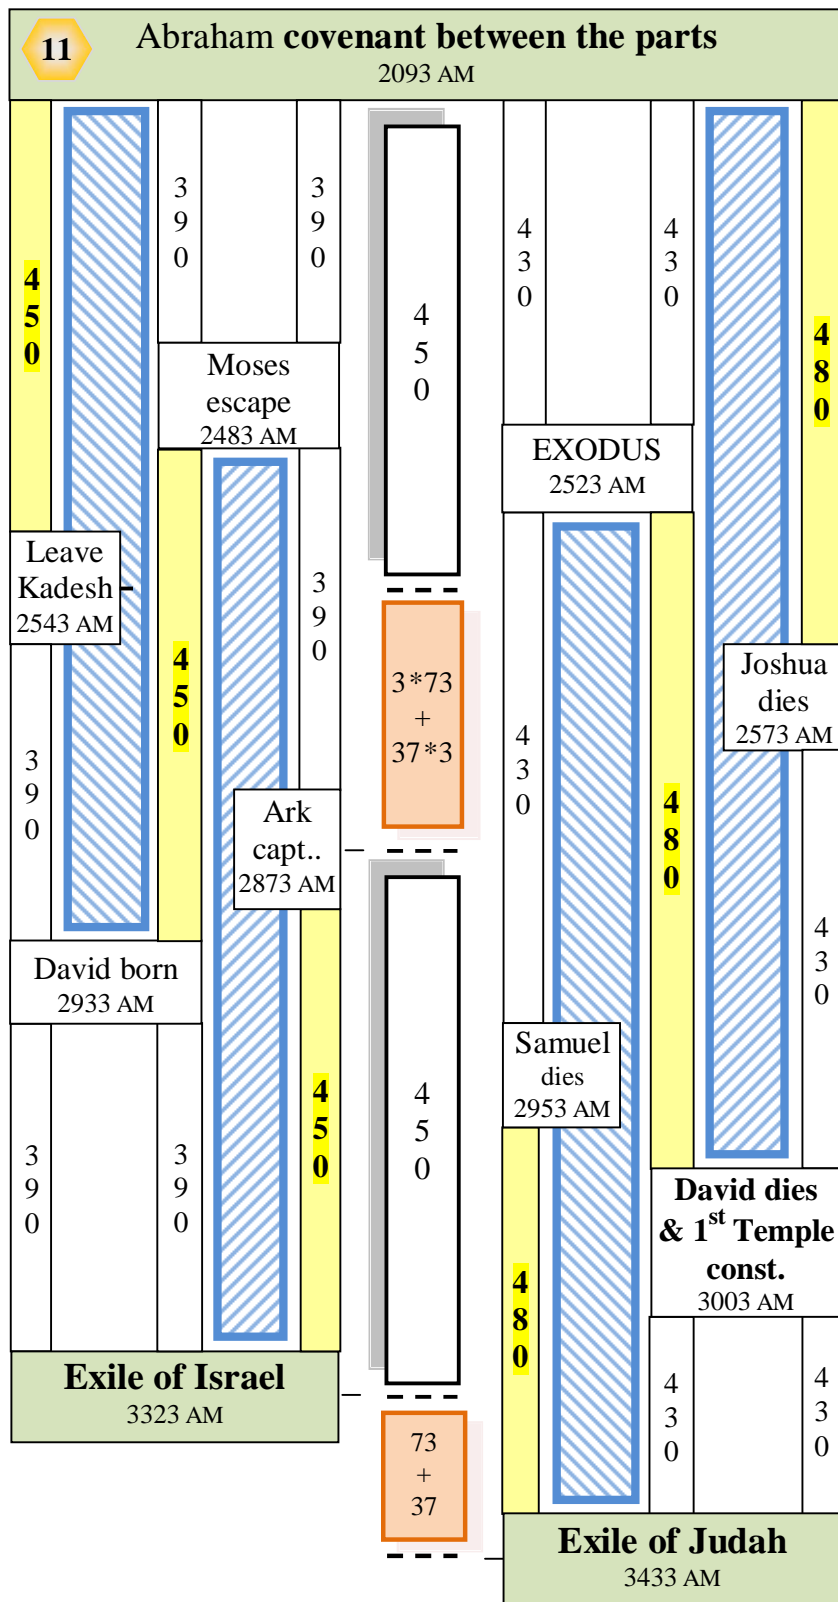 11
Abraham covenant between the parts
2093 AM
390
390
430
430
450
450
480
Moses
escape
2483 AM
EXODUS
2523 AM
Leave
Kadesh
2543 AM
390
450
3*73
+
37*3
430
Joshua
dies
2573 AM
390
Ark
capt..
2873 AM
480
430
David born
2933 AM
Samuel
dies
2953 AM
450
450
390
390
David dies
& 1st Temple
const.
3003 AM
480
430
430
Exile of Israel
3323 AM
73
+
37
Exile of Judah
3433 AM